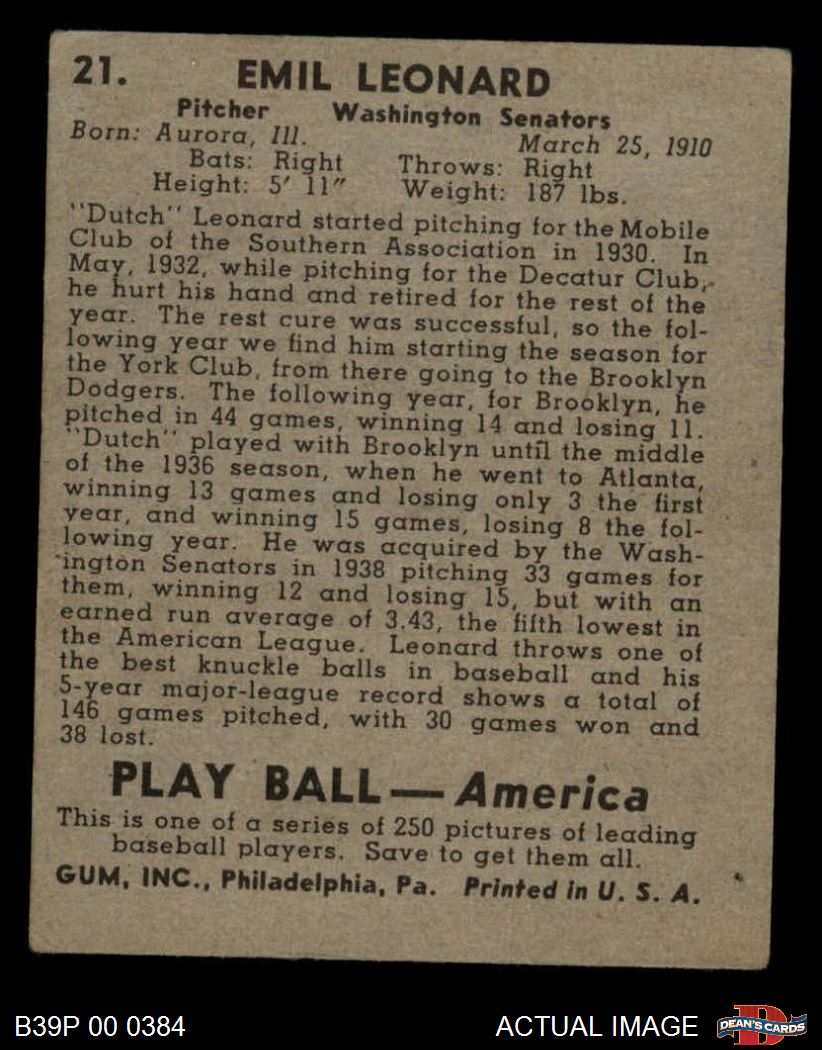 21. EMIL LEONARD
Pitcher Washington Senators
Born: Aurora, Ill. March 25, 1910
Bats: Right Throws: Right
Height: 5' 11" Weight: 187 lbs.
"Dutch" Leonard started pitching for the Mobile
Club of the Southern Association in 1930. In
May, 1932, while pitching for the Decatur Club,
he hurt his hand and retired for the rest of the
year. The rest cure was successful, so the fol-
lowing year we find him starting the season for
the York Club, from there going to the Brooklyn
Dodgers. The following year, for Brooklyn, he
pitched in 44 games, winning 14 and losing 11.
"Dutch" played with Brooklyn until the middle
of the 1936 season, when he went to Atlanta,
winning 13 games and losing only 3 the first
year, and winning 15 games, losing 8 the fol-
lowing year. He was acquired by the Wash-
ington Senators in 1938 pitching 33 games for
them, winning 12 and losing 15, but with an
earned run average of 3.43, the fifth lowest in
the American League. Leonard throws one of
the best knuckle balls in baseball and his
5-year major-league record shows a total of
146 games pitched, with 30 games won and
38 lost.
PLAY BALL—America
This is one of a series of 250 pictures of leading
baseball players. Save to get them all.
GUM, INC., Philadelphia, Pa. Printed in U. S. A.
B39P 00 0384 ACTUAL IMAGE D DEAN'S CARDS